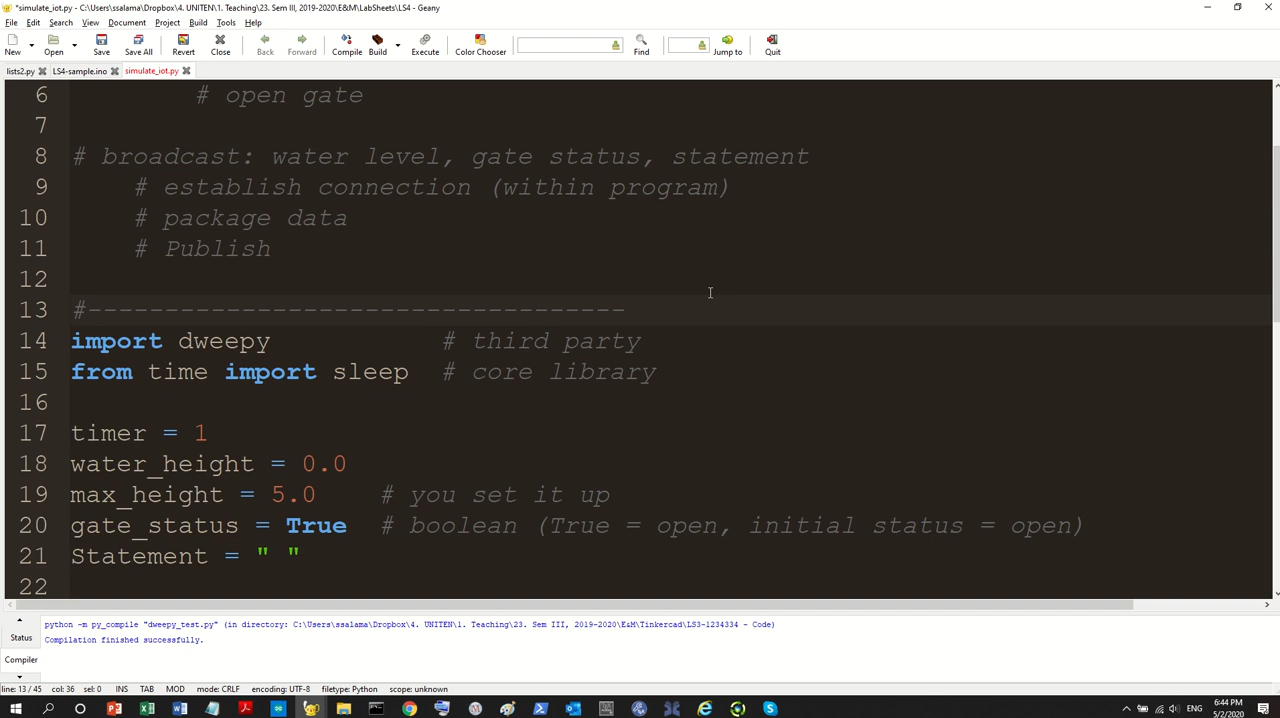 *simulate_iot.py - C:\Users\ssalama\Dropbox\4. UNITEN\1. Teaching\23. Sem III, 2019-2020\E&M\LabSheets\LS4 - Geany
File Edit Search View Document Project Build Tools Help
New Open Save Save All Revert Close Back Forward Compile Build Execute Color Chooser Find Jump to Quit
lists2.py LS4-sample.ino simulate_iot.py
6 # open gate
7
8 # broadcast: water level, gate status, statement
9 # establish connection (within program)
10 # package data
11 # Publish
12
13 #-----------------------------------
14 import dweepy # third party
15 from time import sleep # core library
16
17 timer = 1
18 water_height = 0.0
19 max_height = 5.0 # you set it up
20 gate_status = True # boolean (True = open, initial status = open)
21 Statement = " "
22
Status
Compiler
python -m py_compile "dweepy_test.py" (in directory: C:\Users\ssalama\Dropbox\4. UNITEN\1. Teaching\23. Sem III, 2019-2020\E&M\Tinkercad\LS3-1234334 - Code)
Compilation finished successfully.
line: 13 / 45 col: 36 sel: 0 INS TAB MOD mode: CRLF encoding: UTF-8 filetype: Python scope: unknown
ENG
6:44 PM
5/2/2020